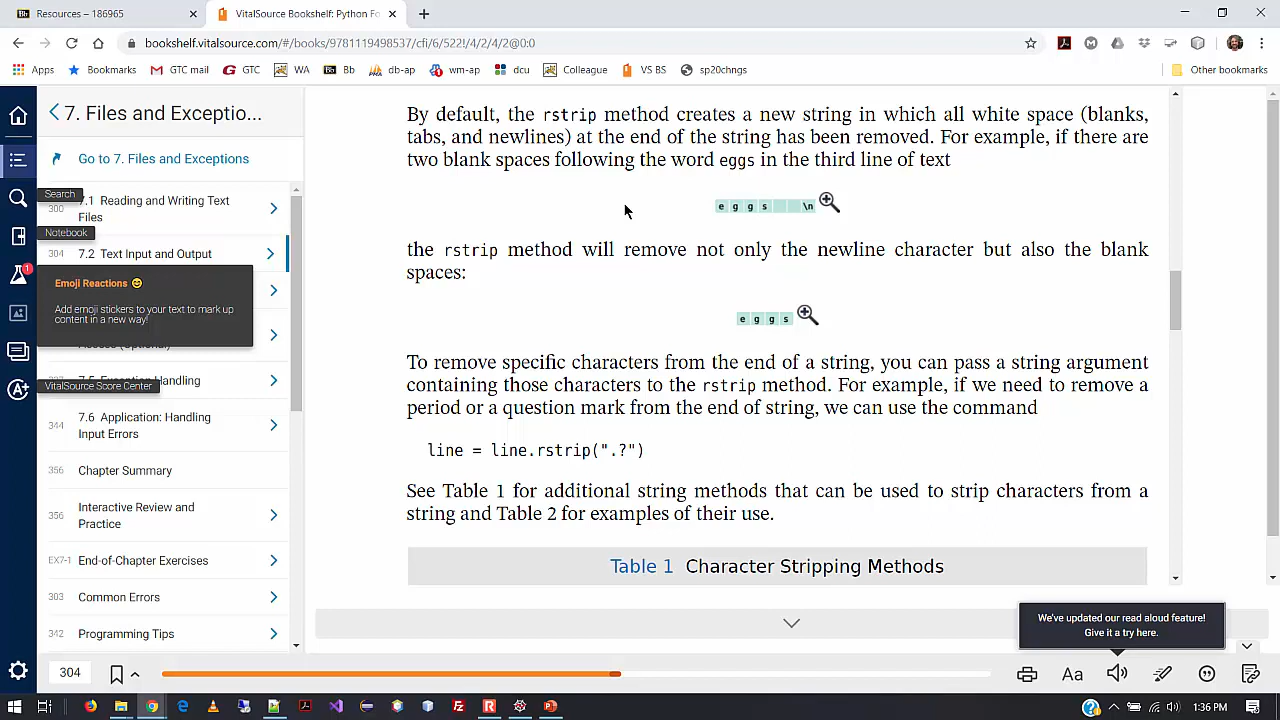 Resources – 186965
VitalSource Bookshelf: Python Fo
bookshelf.vitalsource.com/#/books/9781119498537/cfi/6/522!/4/2/4/2@0:0
Apps
Bookmarks
GTC mail
GTC
WA
Bb
db-ap
wm-ap
dcu
Colleague
VS BS
sp20chngs
Other bookmarks
7. Files and Exceptio...
Go to 7. Files and Exceptions
Search
300
7.1 Reading and Writing Text
Files
Notebook
304
7.2 Text Input and Output
1
Emoji Reactions
Add emoji stickers to your text to mark up
content in a new way!
Access (Optional)
VitalSource Score Center
Handling
344
7.6 Application: Handling
Input Errors
356
Chapter Summary
356
Interactive Review and
Practice
EX7-1
End-of-Chapter Exercises
303
Common Errors
342
Programming Tips
By default, the rstrip method creates a new string in which all white space (blanks,
tabs, and newlines) at the end of the string has been removed. For example, if there are
two blank spaces following the word eggs in the third line of text
e g g s \n
the rstrip method will remove not only the newline character but also the blank
spaces:
e g g s
To remove specific characters from the end of a string, you can pass a string argument
containing those characters to the rstrip method. For example, if we need to remove a
period or a question mark from the end of string, we can use the command
line = line.rstrip(".?")
See Table 1 for additional string methods that can be used to strip characters from a
string and Table 2 for examples of their use.
Table 1 Character Stripping Methods
We've updated our read aloud feature!
Give it a try here.
304
Aa
1:36 PM